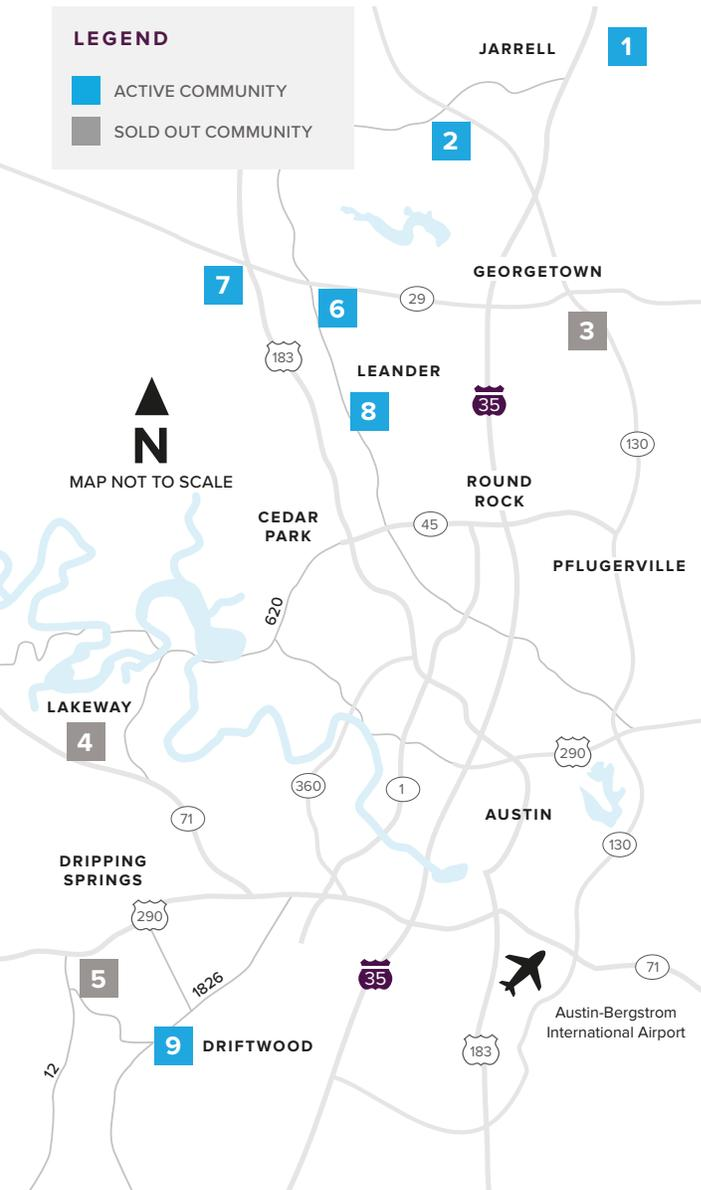 LEGEND
ACTIVE COMMUNITY
SOLD OUT COMMUNITY
JARRELL
1
2
GEORGETOWN
7
6
29
3
183
LEANDER
8
35
130
N
MAP NOT TO SCALE
ROUND
ROCK
CEDAR
PARK
45
PFLUGERVILLE
620
LAKEWAY
4
290
360
1
71
AUSTIN
130
DRIPPING
SPRINGS
290
5
1826
35
71
Austin-Bergstrom
International Airport
9
DRIFTWOOD
183
12